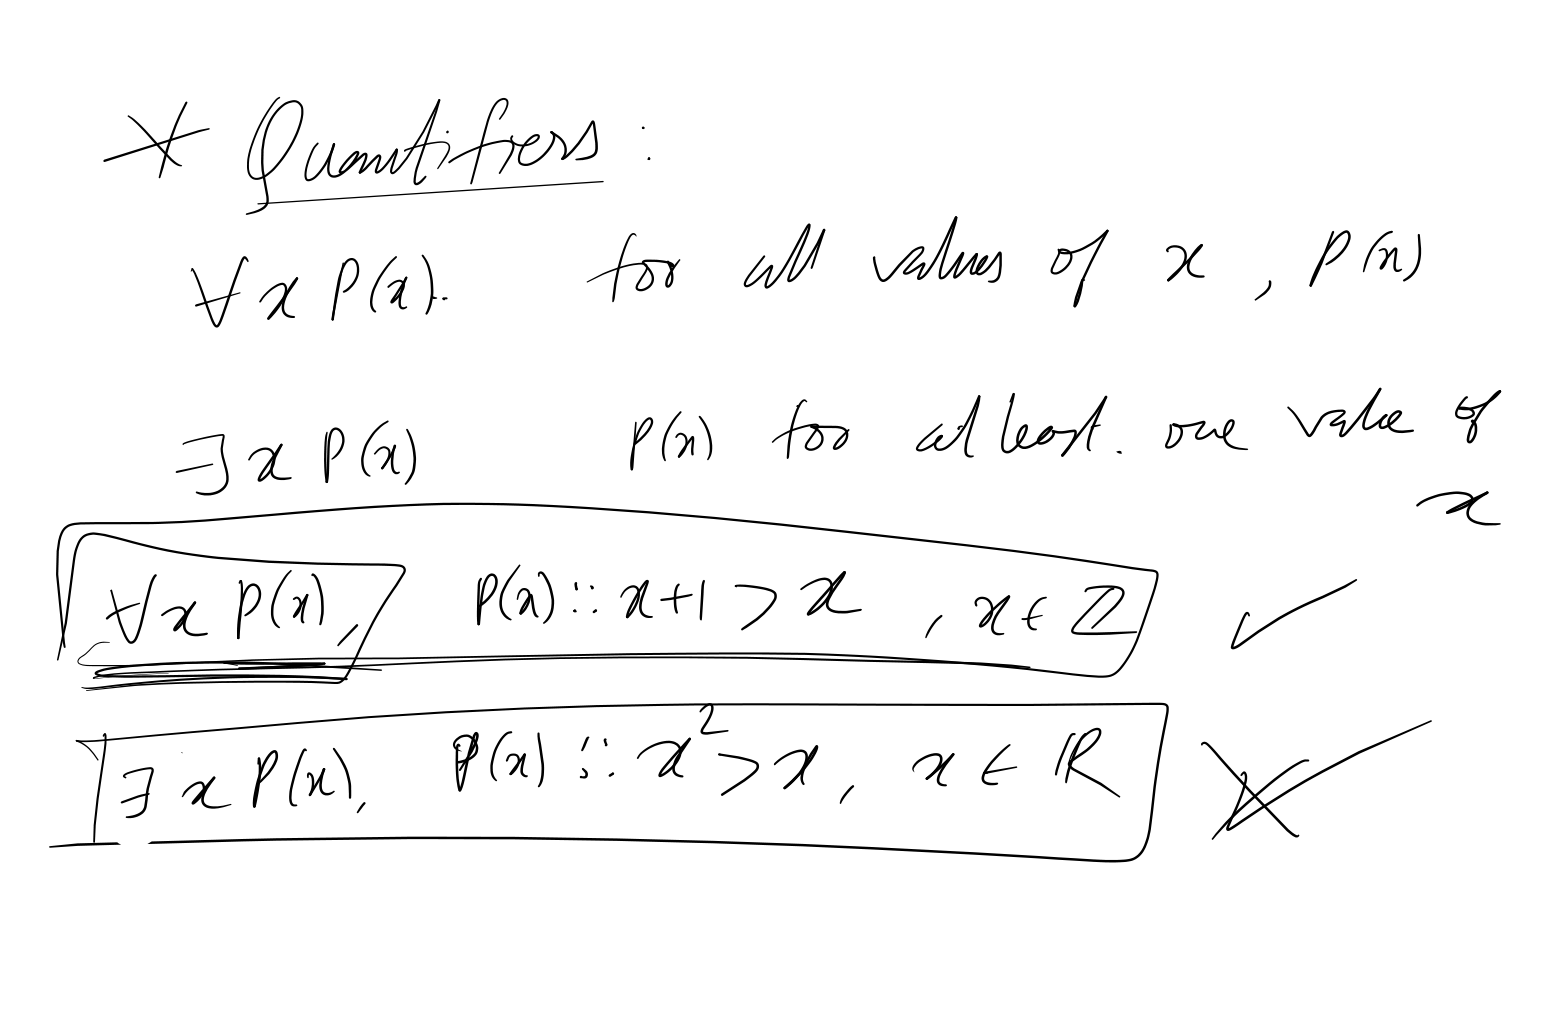 * Quantifiers :
∀x P(x). for all values of x , P(x)
∃x P(x) P(x) for at least. one value of
x
∀x P(x), P(x) :: x+1 > x , x ∈ ℤ ✓
∃ x P(x), P(x) :: x² > x, x ∈ ℝ